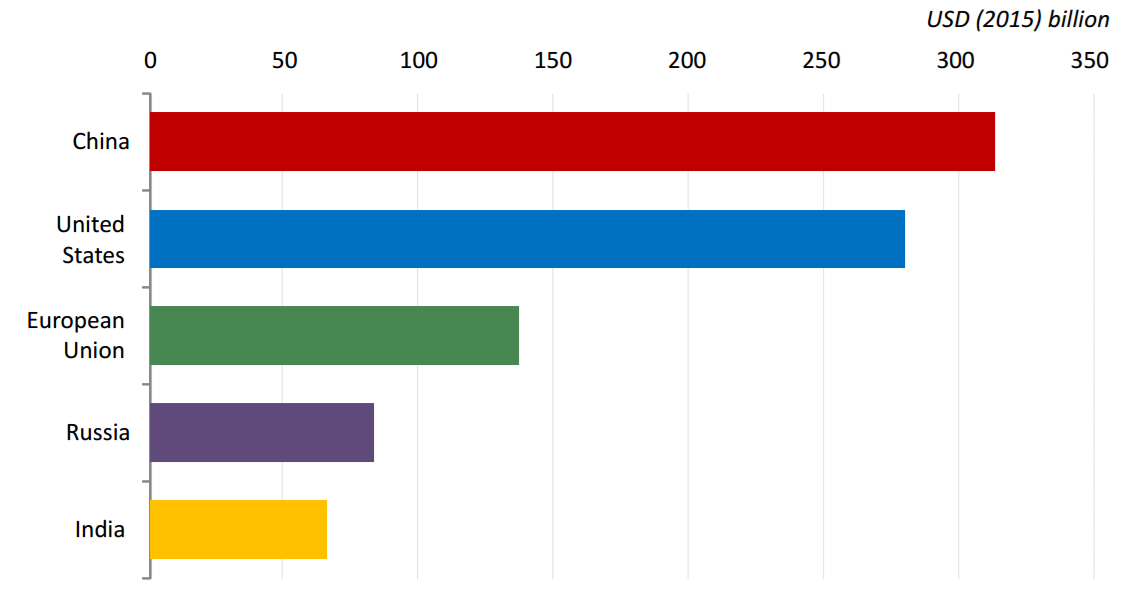 USD (2015) billion
0 50 100 150 200 250 300 350
China
United
States
European
Union
Russia
India